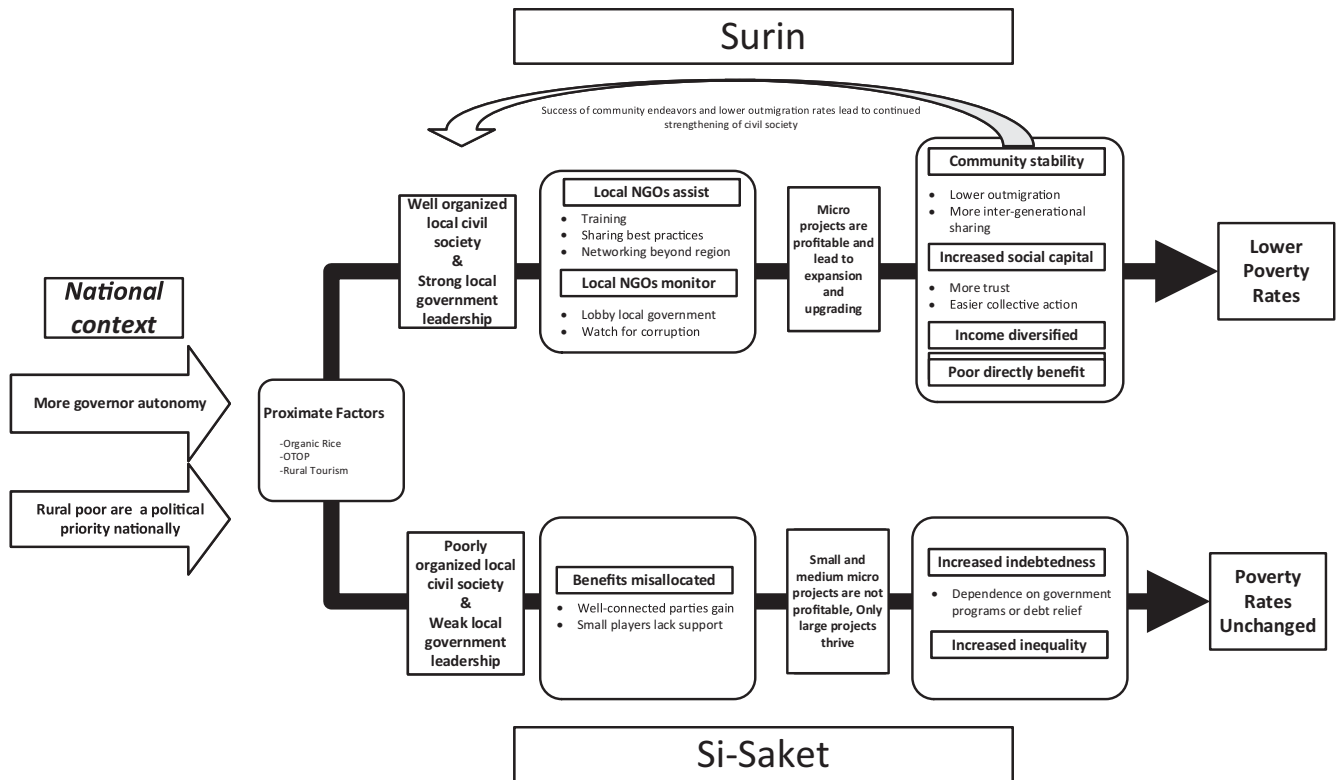 Surin
Success of community endeavors and lower outmigration rates lead to continued
strengthening of civil society
National
context
More governor autonomy
Rural poor are a political
priority nationally
Proximate Factors
-Organic Rice
-OTOP
-Rural Tourism
Well organized
local civil
society
&
Strong local
government
leadership
Local NGOs assist
• Training
• Sharing best practices
• Networking beyond region
Local NGOs monitor
• Lobby local government
• Watch for corruption
Micro
projects are
profitable and
lead to
expansion
and
upgrading
Community stability
• Lower outmigration
• More inter-generational
sharing
Increased social capital
• More trust
• Easier collective action
Income diversified
Poor directly benefit
Lower
Poverty
Rates
Poorly
organized local
civil society
&
Weak local
government
leadership
Benefits misallocated
• Well-connected parties gain
• Small players lack support
Small and
medium micro
projects are not
profitable, Only
large projects
thrive
Increased indebtedness
• Dependence on government
programs or debt relief
Increased inequality
Poverty
Rates
Unchanged
Si-Saket